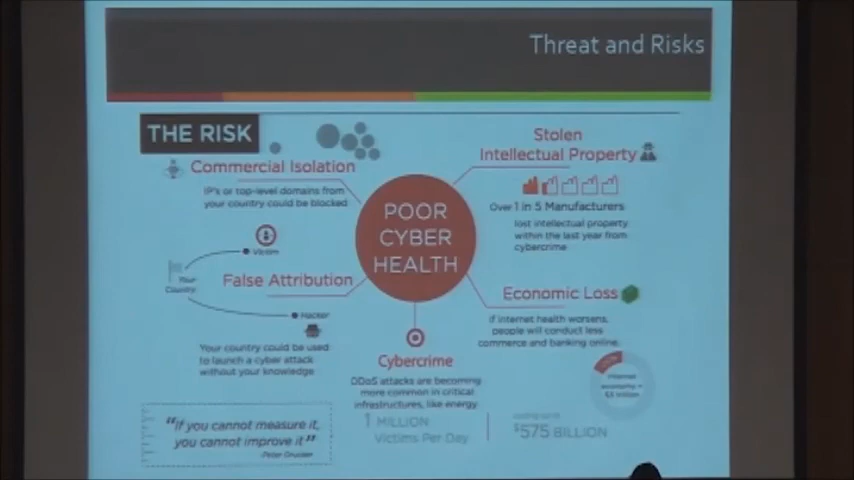 Threat and Risks
THE RISK
Commercial Isolation
IP's or top-level domains from
your country could be blocked
Victim
Your
Country
False Attribution
Hacker
Your country could be used
to launch a cyber attack
without your knowledge
"If you cannot measure it,
you cannot improve it"
Peter Drucker
POOR
CYBER
HEALTH
Cybercrime
DDoS attacks are becoming
more common in critical
infrastructures, like energy
1 MILLION
Victims Per Day
Stolen
Intellectual Property
Over 1 in 5 Manufacturers
lost intellectual property
within the last year from
cybercrime
Economic Loss
if internet health worsens,
people will conduct less
commerce and banking online.
internet
economy =
$575 BILLION